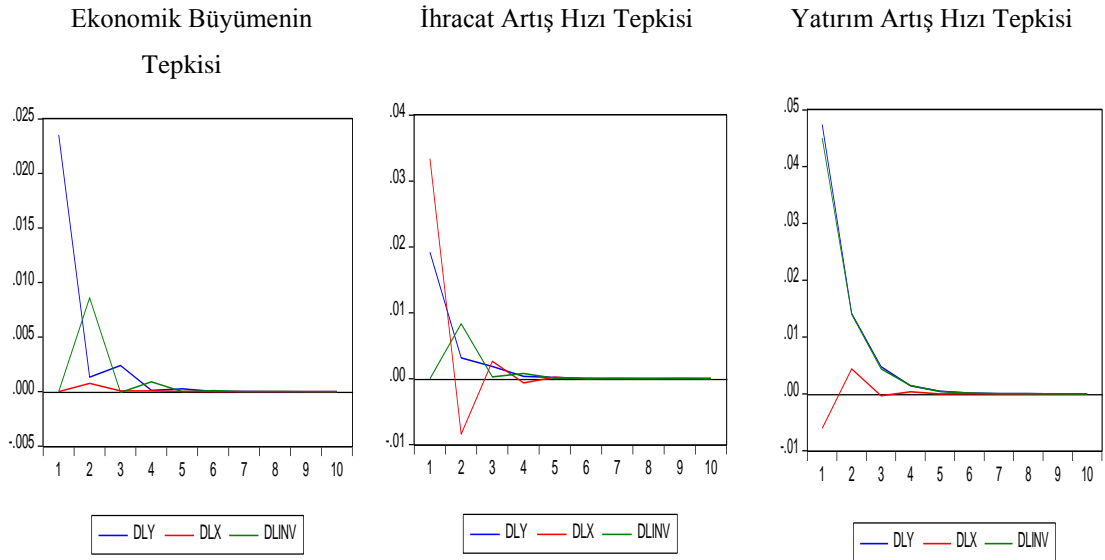 Ekonomik Büyümenin
Tepkisi
İhracat Artış Hızı Tepkisi
Yatırım Artış Hızı Tepkisi
.025
.020
.015
.010
.005
.000
-.005
1 2 3 4 5 6 7 8 9 10
DLY DLX DLINV
.04
.03
.02
.01
.00
-.01
1 2 3 4 5 6 7 8 9 10
DLY DLX DLINV
.05
.04
.03
.02
.01
.00
-.01
1 2 3 4 5 6 7 8 9 10
DLY DLX DLINV